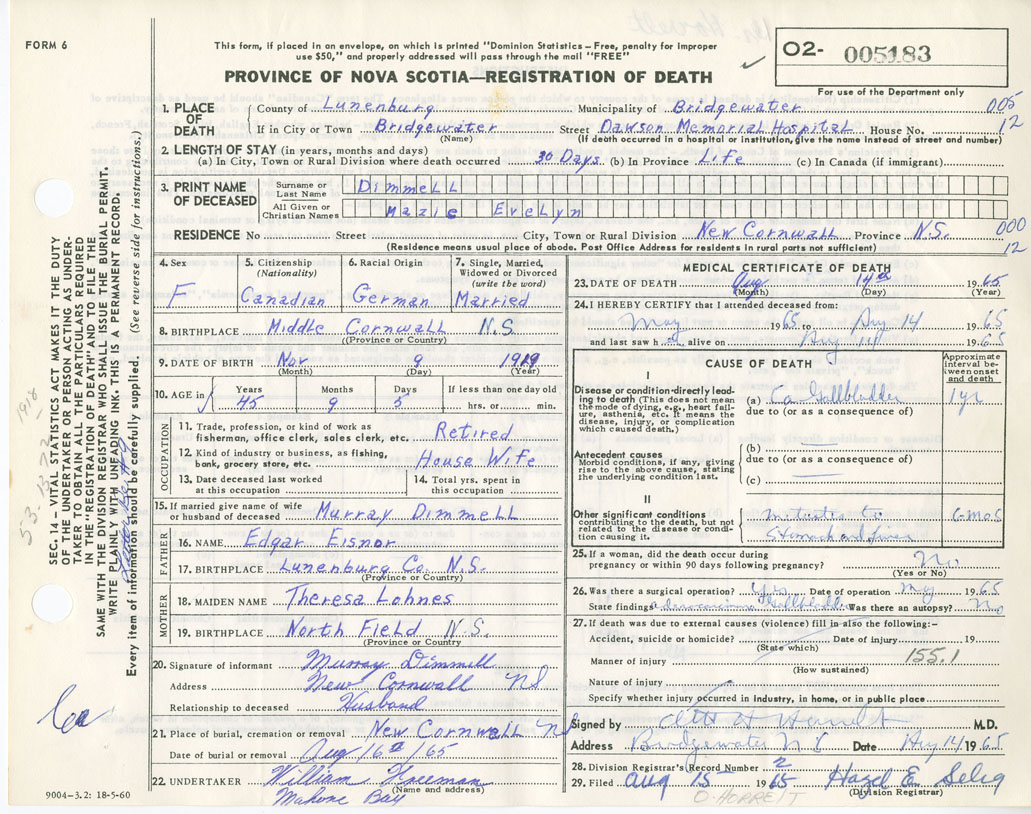 FORM 6
This form, if placed in an envelope, on which is printed "Dominion Statistics – Free, penalty for improper
use $50," and properly addressed will pass through the mail "FREE"
PROVINCE OF NOVA SCOTIA—REGISTRATION OF DEATH
O2- 005183
For use of the Department only
1. PLACE OF DEATH
County of Lunenburg Municipality of Bridgewater 005
If in City or Town Bridgewater Street Dawson Memorial Hospital House No. 12
(Name) (If death occurred in a hospital or institution, give the name instead of street and number)
2. LENGTH OF STAY (in years, months and days)
(a) In City, Town or Rural Division where death occurred 30 Days (b) In Province Life (c) In Canada (if immigrant)
3. PRINT NAME OF DECEASED
Surname or Last Name Dimmell
All Given or Christian Names Mazie Evelyn
RESIDENCE No Street City, Town or Rural Division New Cornwall Province N.S. 000
(Residence means usual place of abode. Post Office Address for residents in rural parts not sufficient) 12
4. Sex F
5. Citizenship (Nationality) Canadian
6. Racial Origin German
7. Single, Married, Widowed or Divorced (write the word) Married
8. BIRTHPLACE Middle Cornwall N.S.
(Province or Country)
9. DATE OF BIRTH Nov 9 1919
(Month) (Day) (Year)
10. AGE in Years 45 Months 9 Days 5 If less than one day old hrs. or min.
OCCUPATION
11. Trade, profession or kind of work as fisherman, office clerk, sales clerk, etc. Retired
12. Kind of industry or business, as fishing, bank, grocery store, etc. House Wife
13. Date deceased last worked at this occupation
14. Total yrs. spent in this occupation
15. If married give name of wife or husband of deceased Murray Dimmell
FATHER
16. NAME Edgar Eisnor
17. BIRTHPLACE Lunenburg Co. N.S.
(Province or Country)
MOTHER
18. MAIDEN NAME Theresa Lohnes
19. BIRTHPLACE North Field N.S.
(Province or Country)
20. Signature of informant Murray Dimmell
Address New Cornwall NS
Relationship to deceased Husband
21. Place of burial, cremation or removal New Cornwall NS
Date of burial or removal Aug 16th/65
22. UNDERTAKER William Freeman
(Name and address)
Mahone Bay
9004-3.2: 18-5-60
MEDICAL CERTIFICATE OF DEATH
23. DATE OF DEATH Aug 14th 1965
(Month) (Day) (Year)
24. I HEREBY CERTIFY that I attended deceased from:
May 1965 to Aug 14 1965
and last saw h alive on Aug 14 1965
CAUSE OF DEATH
Approximate interval between onset and death
I
Disease or condition directly leading to death (This does not mean the mode of dying, e.g., heart failure, asthenia, etc. It means the disease, injury, or complication which caused death.)
(a) Ca Gallbladder 1 yr
due to (or as a consequence of)
Antecedent causes
Morbid conditions, if any, giving rise to the above cause, stating the underlying condition last.
(b)
due to (or as a consequence of)
(c)
II
Other significant conditions contributing to the death, but not related to the disease or condition causing it.
to 6 mos
Stomach and Liver
25. If a woman, did the death occur during pregnancy or within 90 days following pregnancy? No
(Yes or No)
26. Was there a surgical operation? Yes Date of operation May 1965
State findings Gallbladder Was there an autopsy? No
27. If death was due to external causes (violence) fill in also the following:-
Accident, suicide or homicide? Date of injury 19
(State which)
Manner of injury 155.1
(How sustained)
Nature of injury
Specify whether injury occurred in industry, in home, or in public place
Signed by M.D.
Address Bridgewater N S Date Aug 14 1965
28. Division Registrar's Record Number 2
29. Filed Aug 15 1965 Hazel E. Selig
(Division Registrar)
SEC. 114 – VITAL STATISTICS ACT MAKES IT THE DUTY
OF THE UNDERTAKER OR PERSON ACTING AS UNDER-
TAKER TO OBTAIN ALL THE PARTICULARS REQUIRED
IN THE "REGISTRATION OF DEATH" AND TO FILE THE
SAME WITH THE DIVISION REGISTRAR WHO SHALL ISSUE THE BURIAL PERMIT.
WRITE PLAINLY WITH UNFADING INK. THIS IS A PERMANENT RECORD.
Every item of information should be carefully supplied. (See reverse side for instructions.)
Ca